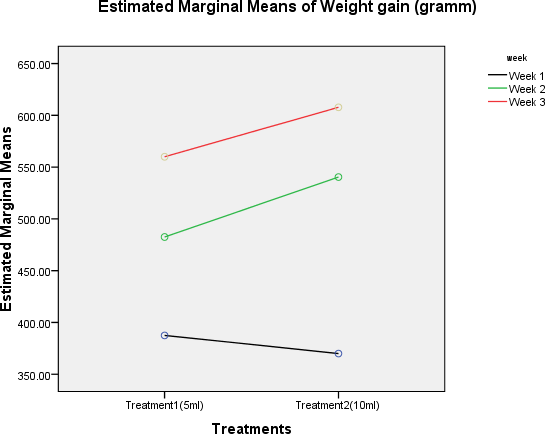 Estimated Marginal Means of Weight gain (gramm)
week
Week 1
Week 2
Week 3
Estimated Marginal Means
650.00
600.00
550.00
500.00
450.00
400.00
350.00
Treatment1(5ml)
Treatment2(10ml)
Treatments